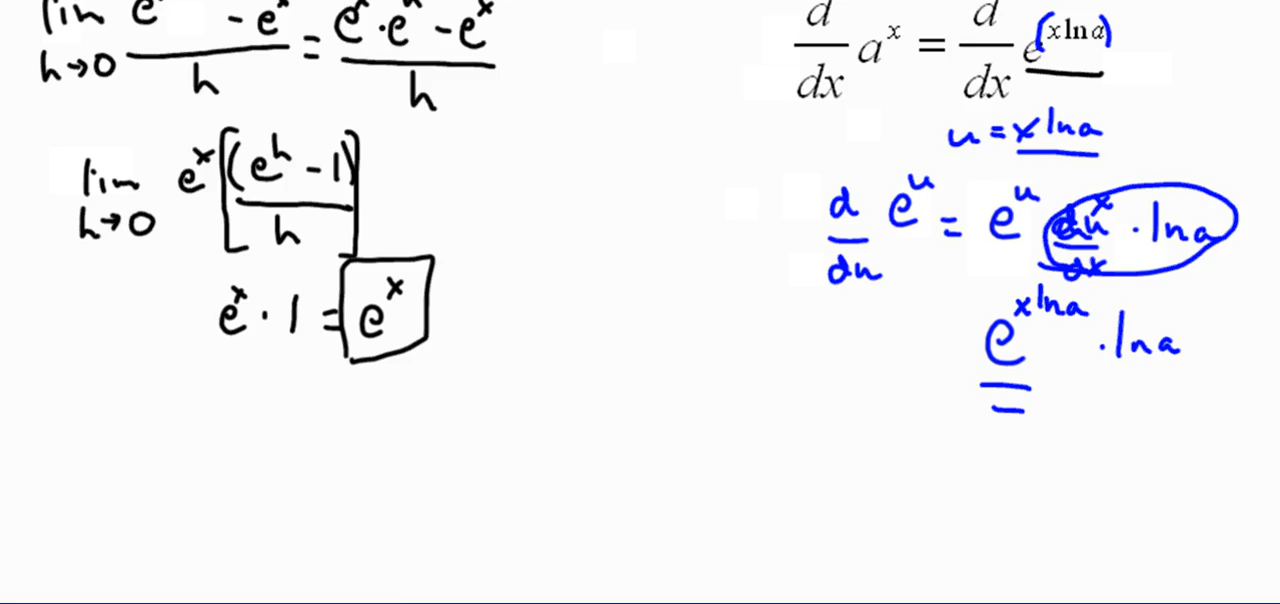 lim e - e^x / h = e^x · e^h - e^x / h
h→0
lim e^x [(e^h - 1) / h]
h→0
e^x · 1 = e^x
d/dx a^x = d/dx e^(x ln a)
u = x ln a
d/du e^u = e^u du/dx · ln a
e^{x ln a} · ln a